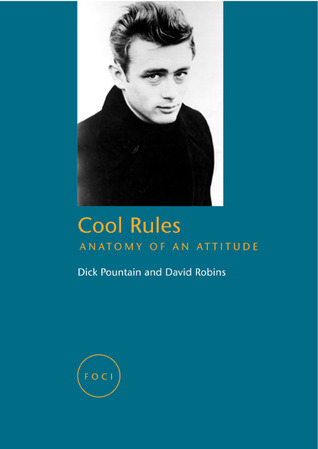 Cool Rules
ANATOMY OF AN ATTITUDE
Dick Pountain and David Robins
FOCI